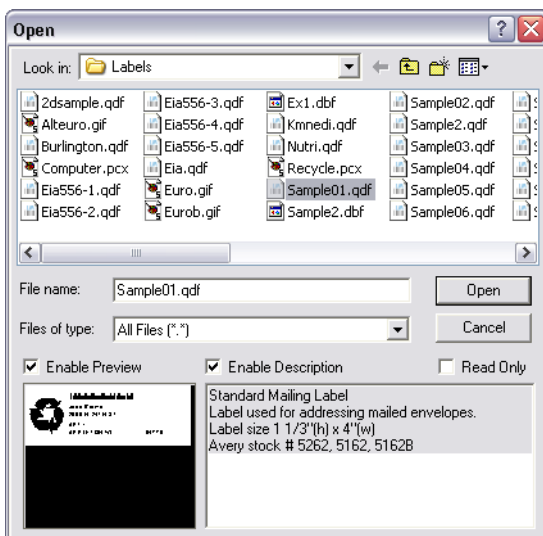 Open
Look in: Labels
2dsample.qdf Eia556-3.qdf Ex1.dbf Sample02.qdf
Alteuro.gif Eia556-4.qdf Kmnedi.qdf Sample2.qdf
Burlington.qdf Eia556-5.qdf Nutri.qdf Sample03.qdf
Computer.pcx Eia.qdf Recycle.pcx Sample04.qdf
Eia556-1.qdf Euro.gif Sample01.qdf Sample05.qdf
Eia556-2.qdf Eurob.gif Sample2.dbf Sample06.qdf
File name: Sample01.qdf Open
Files of type: All Files (*.*) Cancel
Enable Preview Enable Description Read Only
Standard Mailing Label
Label used for addressing mailed envelopes.
Label size 1 1/3"(h) x 4"(w)
Avery stock # 5262, 5162, 5162B